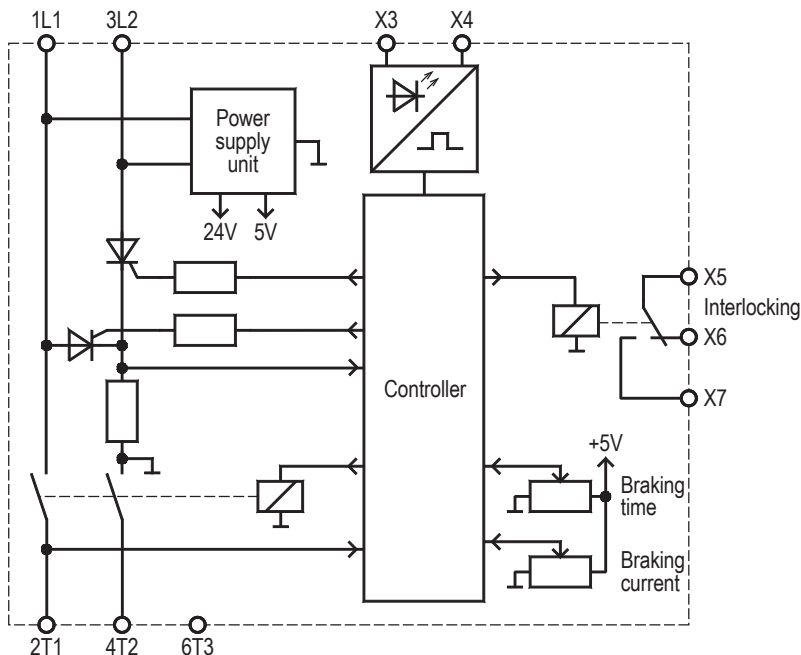 1L1
3L2
X3
X4
Power
supply
unit
24V
5V
X5
Interlocking
X6
X7
Controller
+5V
Braking
time
Braking
current
2T1
4T2
6T3